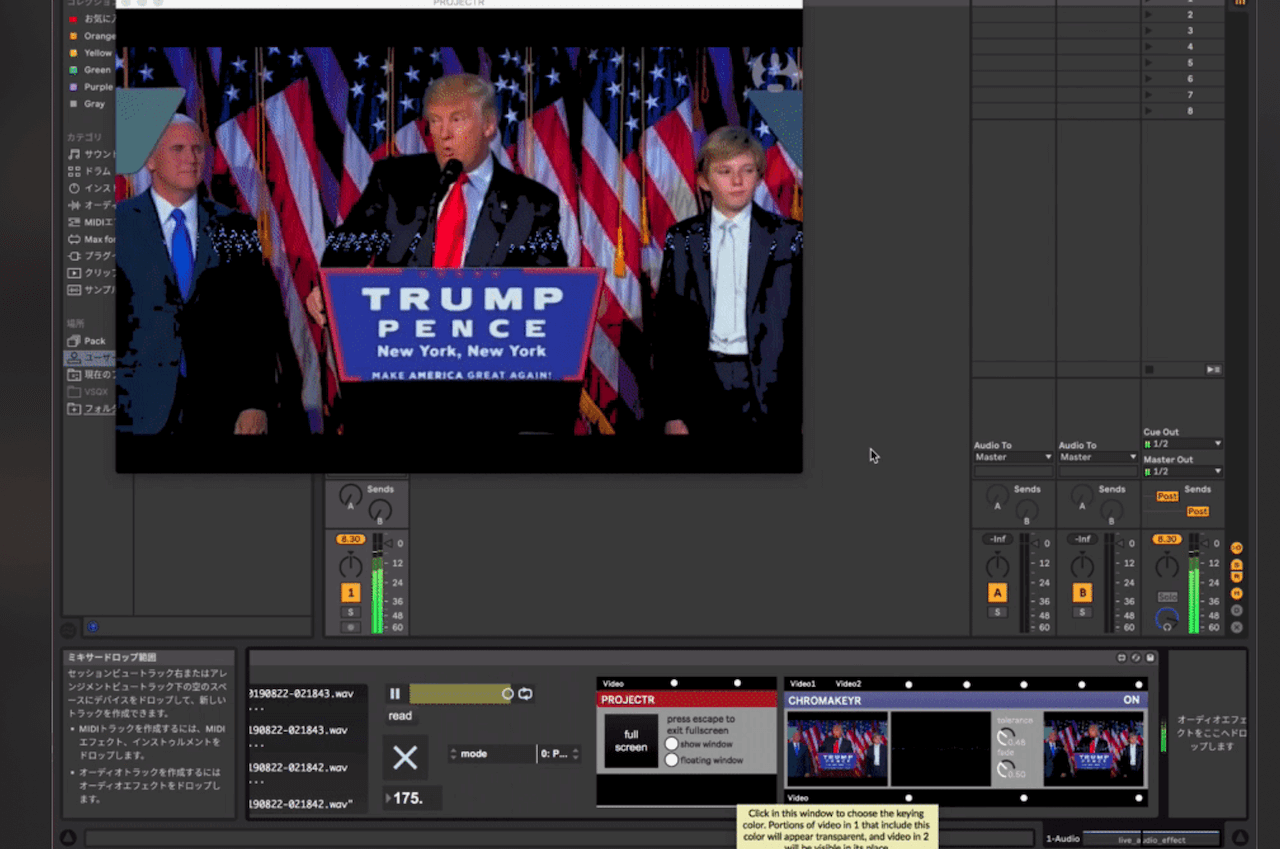 コレクション
PROJECTR
お気に入
Orange
Yellow
Green
Purple
Gray
カテゴリ
サウン
ドラム
インスト
オーディ
MIDIエ
Max for
プラグ
クリップ
サンプル
場所
Pack
ユーザー
現在のフ
VSQX
フォル
TRUMP
PENCE
New York, New York
MAKE AMERICA GREAT AGAIN!
2
3
4
5
6
7
8
Audio To
Master
Audio To
Master
Cue Out
1/2
Master Out
1/2
Sends
A
B
8.30
0
12
24
36
48
60
1
S
Sends
A
B
-Inf
0
12
24
36
48
60
A
S
Sends
A
B
-Inf
0
12
24
36
48
60
B
S
Sends
Post
Post
8.30
0
12
24
36
48
60
Solo
ミキサードロップ範囲
セッションビュートラック右またはアレ
ンジメントビュートラック下の空のスペ
ースにデバイスをドロップして、新しい
トラックを作成できます。
• MIDIトラックを作成するには、MIDI
エフェクト、インストゥルメントを
ドロップします。
• オーディオトラックを作成するには
オーディオエフェクトをドロップし
ます。
0190822-021843.wav
...
0190822-021843.wav
...
190822-021842.wav
...
190822-021842.wav"
read
mode
0: P...
175.
Video
PROJECTR
full
screen
press escape to
exit fullscreen
show window
floating window
Video1 Video2
CHROMAKEYR ON
tolerance
0.48
fade
0.50
Video
Click in this window to choose the keying
color. Portions of video in 1 that include this
color will appear transparent, and video in 2
will be visible in its place.
オーディオエフェ
クトをここへドロ
ップします
1-Audio
live_audio_effect